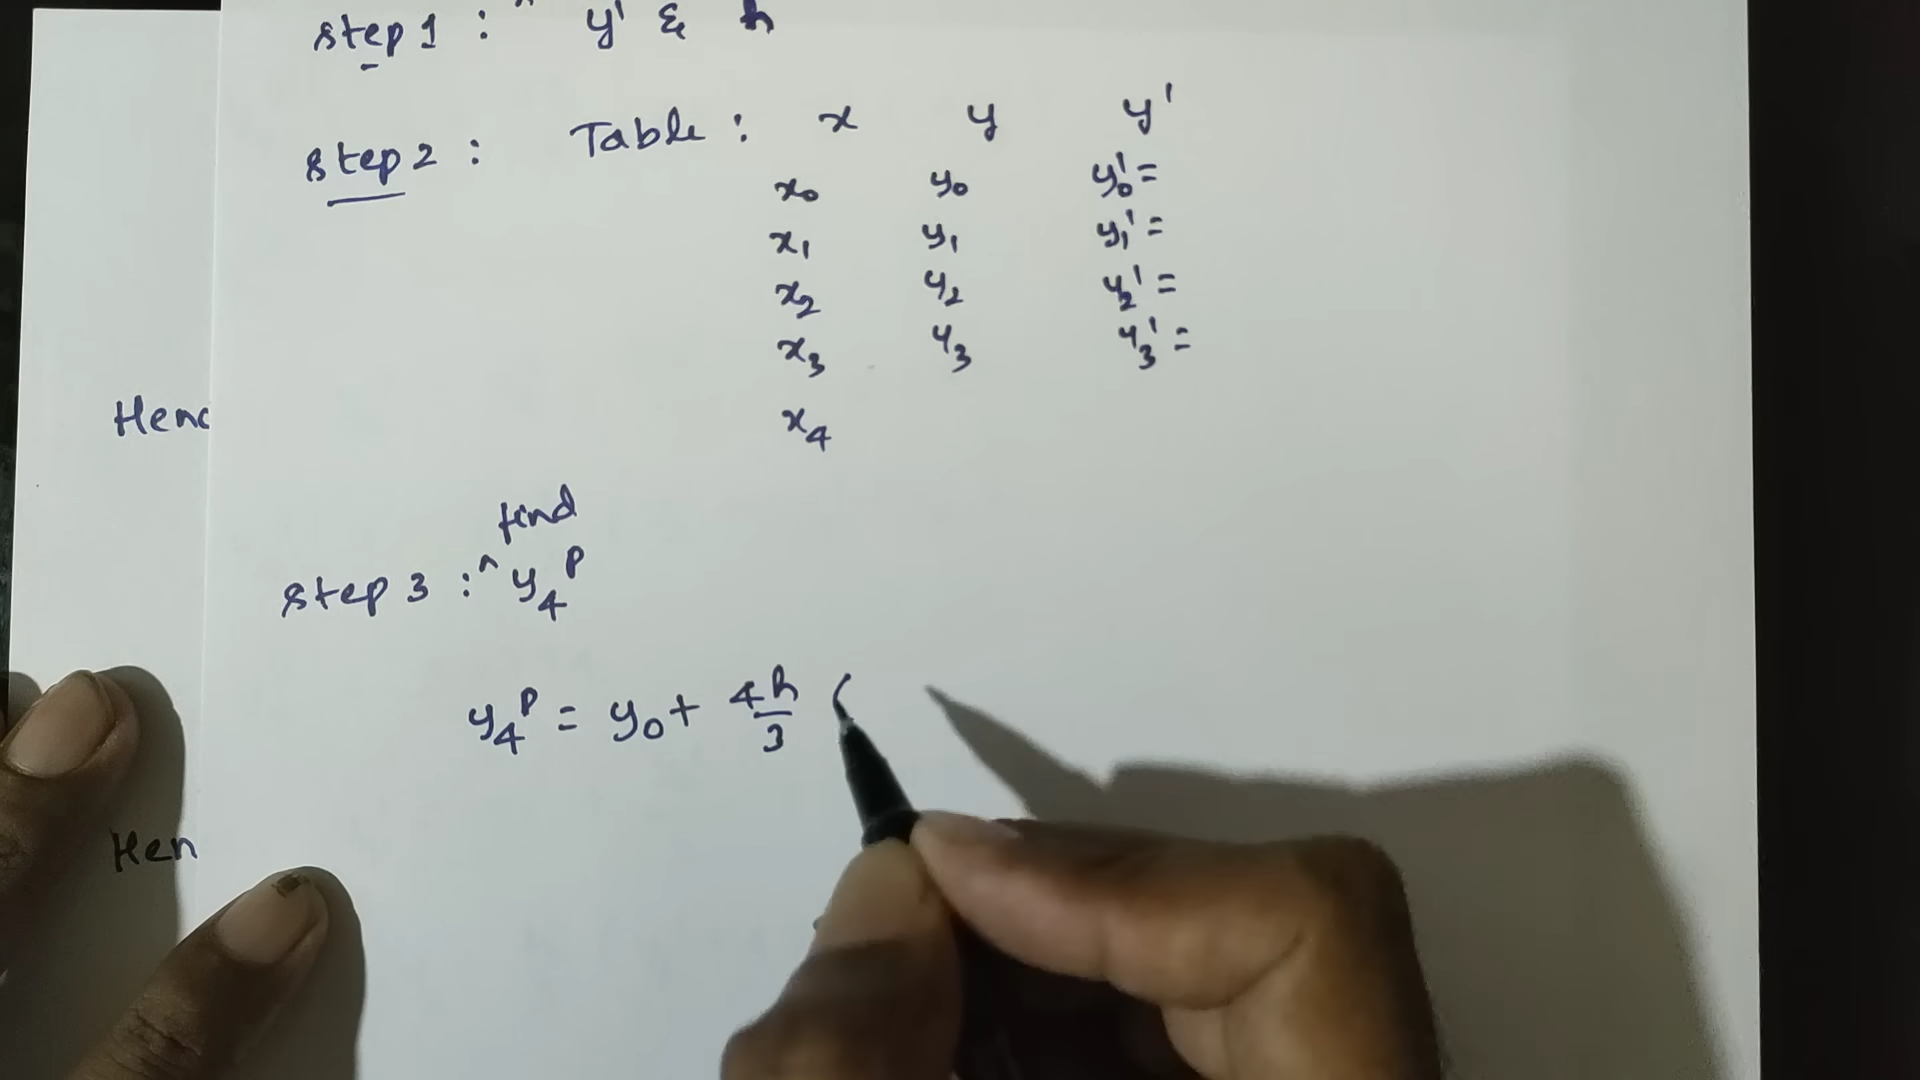 step 1 : ^ y' & h
step 2 : Table : x y y'
x₀ y₀ y₀' =
x₁ y₁ y₁' =
x₂ y₂ y₂' =
x₃ y₃ y₃' =
x₄
Henc
find
step 3 : ^ y₄ᴾ
y₄ᴾ = y₀ + 4h/3 (
Hen